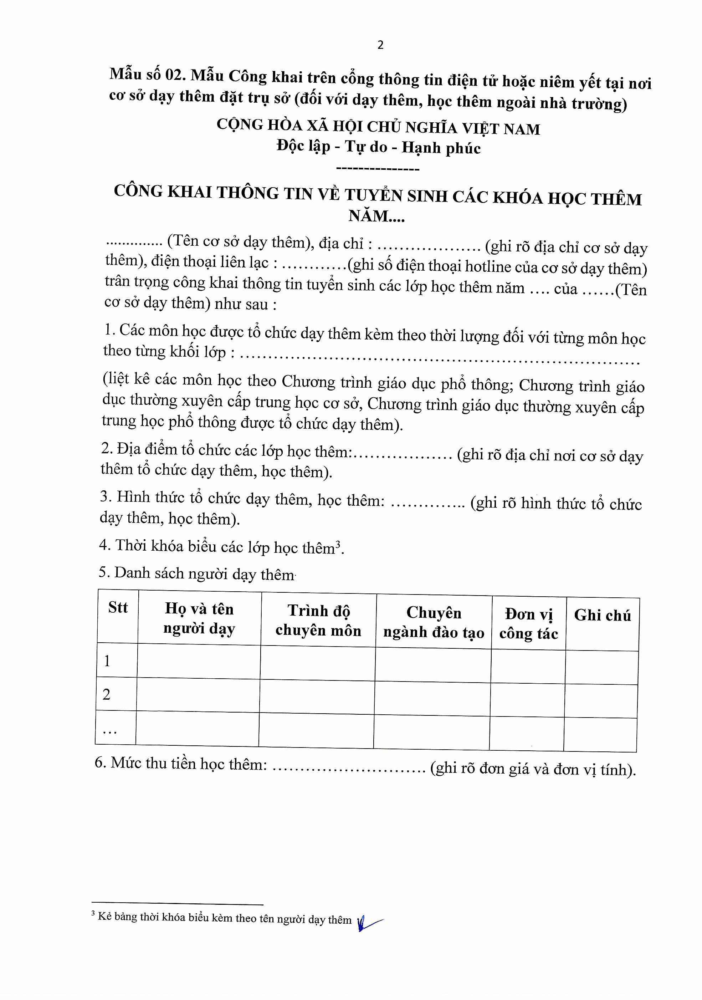 2
Mẫu số 02. Mẫu Công khai trên cổng thông tin điện tử hoặc niêm yết tại nơi
cơ sở dạy thêm đặt trụ sở (đối với dạy thêm, học thêm ngoài nhà trường)
CỘNG HÒA XÃ HỘI CHỦ NGHĨA VIỆT NAM
Độc lập - Tự do - Hạnh phúc
---------------
CÔNG KHAI THÔNG TIN VỀ TUYỂN SINH CÁC KHÓA HỌC THÊM
NĂM....
.............. (Tên cơ sở dạy thêm), địa chỉ : ………………… (ghi rõ địa chỉ cơ sở dạy
thêm), điện thoại liên lạc : …………(ghi số điện thoại hotline của cơ sở dạy thêm)
trân trọng công khai thông tin tuyển sinh các lớp học thêm năm …. của ……(Tên
cơ sở dạy thêm) như sau :
1. Các môn học được tổ chức dạy thêm kèm theo thời lượng đối với từng môn học
theo từng khối lớp : ………………………………………………………………………
(liệt kê các môn học theo Chương trình giáo dục phổ thông; Chương trình giáo
dục thường xuyên cấp trung học cơ sở, Chương trình giáo dục thường xuyên cấp
trung học phổ thông được tổ chức dạy thêm).
2. Địa điểm tổ chức các lớp học thêm:……………… (ghi rõ địa chỉ nơi cơ sở dạy
thêm tổ chức dạy thêm, học thêm).
3. Hình thức tổ chức dạy thêm, học thêm: ………….. (ghi rõ hình thức tổ chức
dạy thêm, học thêm).
4. Thời khóa biểu các lớp học thêm³.
5. Danh sách người dạy thêm
Stt Họ và tên người dạy Trình độ chuyên môn Chuyên ngành đào tạo Đơn vị công tác Ghi chú
1
2
…
6. Mức thu tiền học thêm: ………………………. (ghi rõ đơn giá và đơn vị tính).
³ Kẻ bảng thời khóa biểu kèm theo tên người dạy thêm